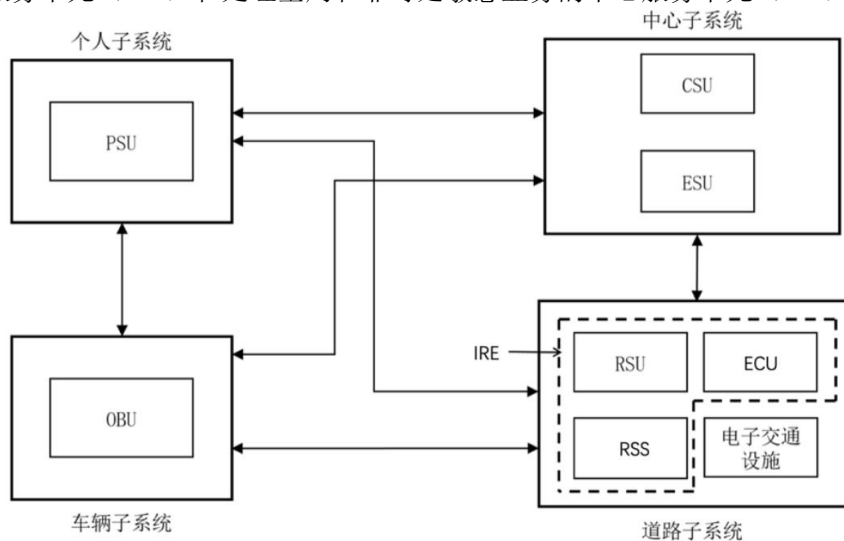 个人子系统
中心子系统
PSU
CSU
ESU
IRE
RSU
ECU
OBU
RSS
电子交通
设施
车辆子系统
道路子系统